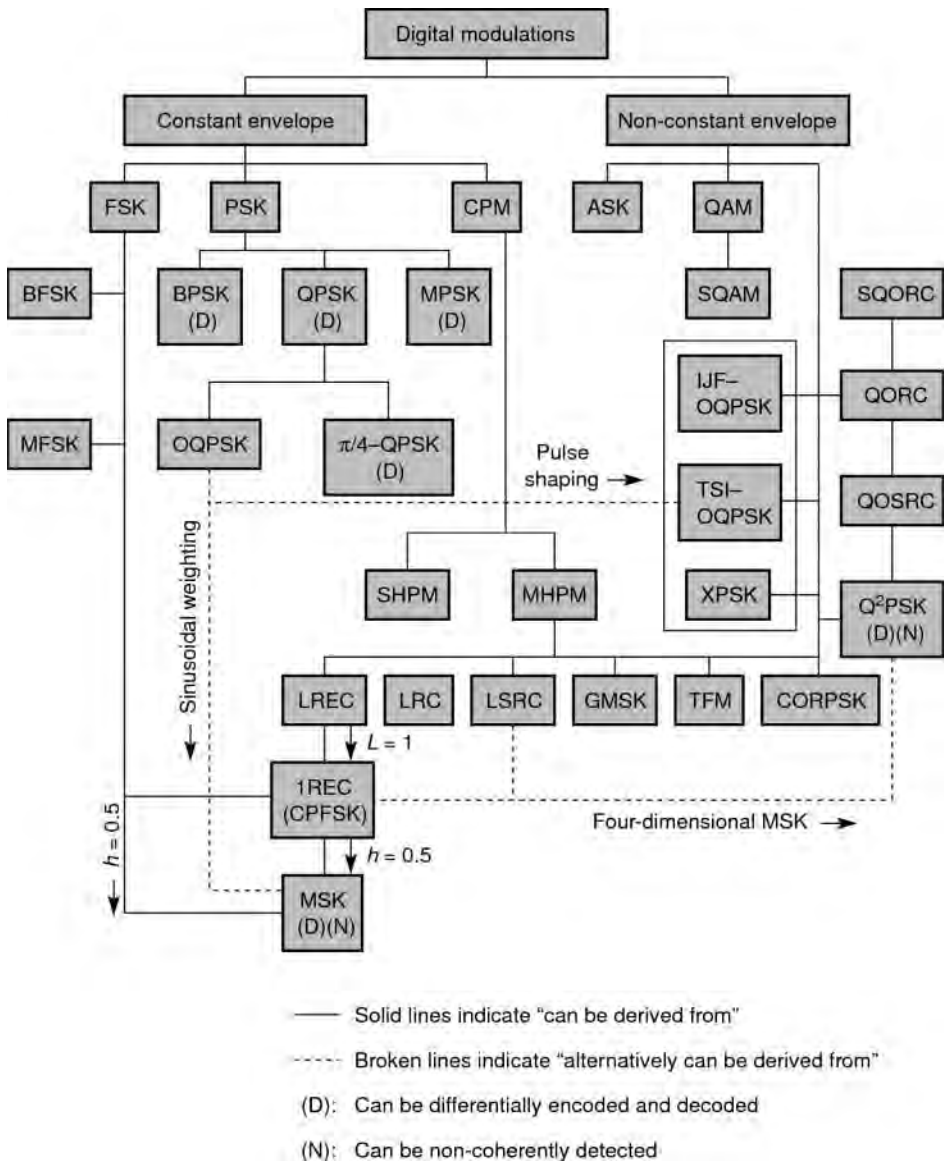 Digital modulations
Constant envelope
Non-constant envelope
FSK
PSK
CPM
ASK
QAM
BFSK
BPSK
(D)
QPSK
(D)
MPSK
(D)
SQAM
SQORC
MFSK
OQPSK
π/4–QPSK
(D)
Pulse
shaping
IJF–
OQPSK
QORC
TSI–
OQPSK
QOSRC
Sinusoidal weighting
SHPM
MHPM
XPSK
Q²PSK
(D)(N)
LREC
LRC
LSRC
GMSK
TFM
CORPSK
L = 1
1REC
(CPFSK)
Four-dimensional MSK
h = 0.5
h = 0.5
MSK
(D)(N)
Solid lines indicate “can be derived from”
Broken lines indicate “alternatively can be derived from”
(D): Can be differentially encoded and decoded
(N): Can be non-coherently detected